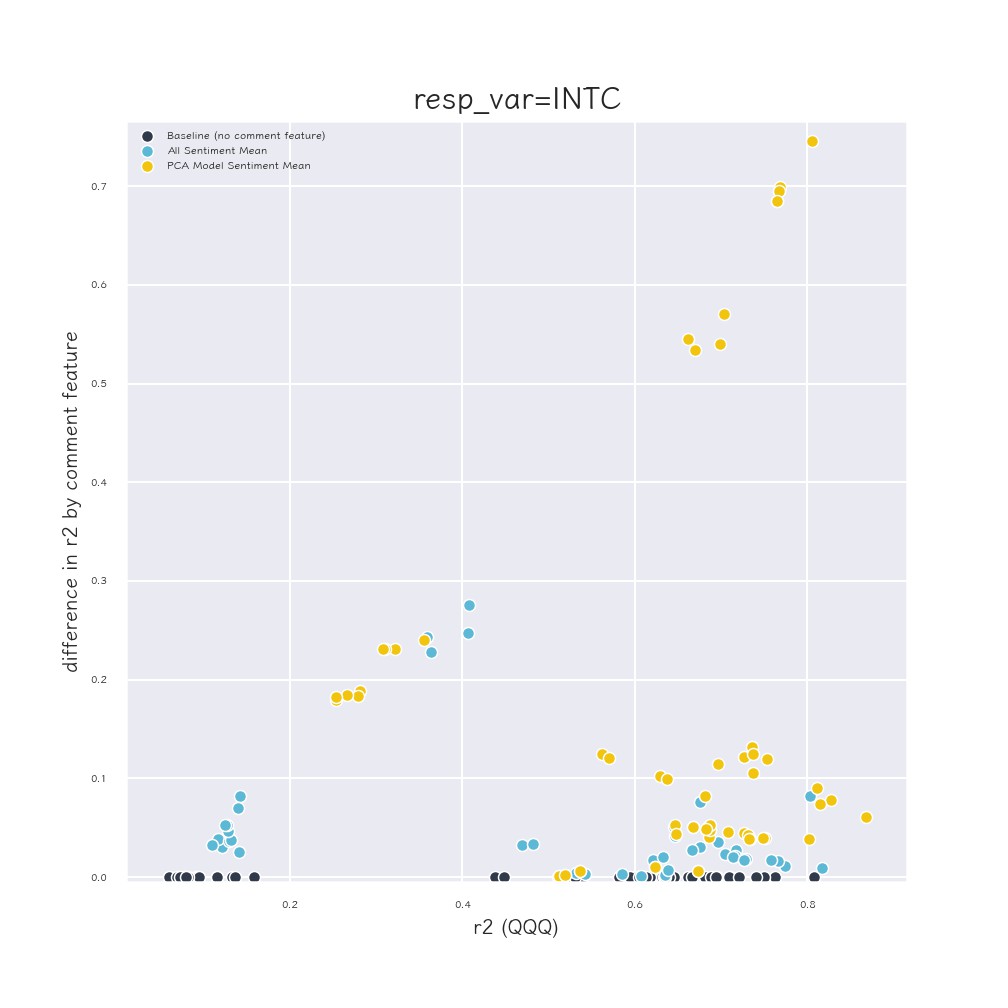 resp_var=INTC
Baseline (no comment feature)
All Sentiment Mean
PCA Model Sentiment Mean
difference in r2 by comment feature
0.7
0.6
0.5
0.4
0.3
0.2
0.1
0.0
0.2 0.4 0.6 0.8
r2 (QQQ)